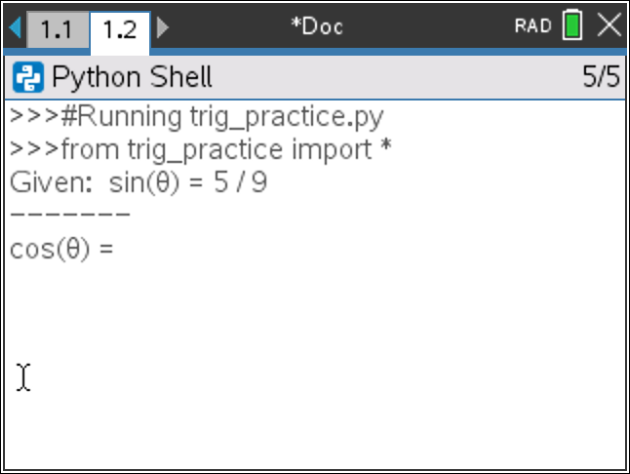 1.1 1.2 *Doc RAD
Python Shell 5/5
>>>#Running trig_practice.py
>>>from trig_practice import *
Given:  sin(θ) = 5 / 9
-------
cos(θ) =